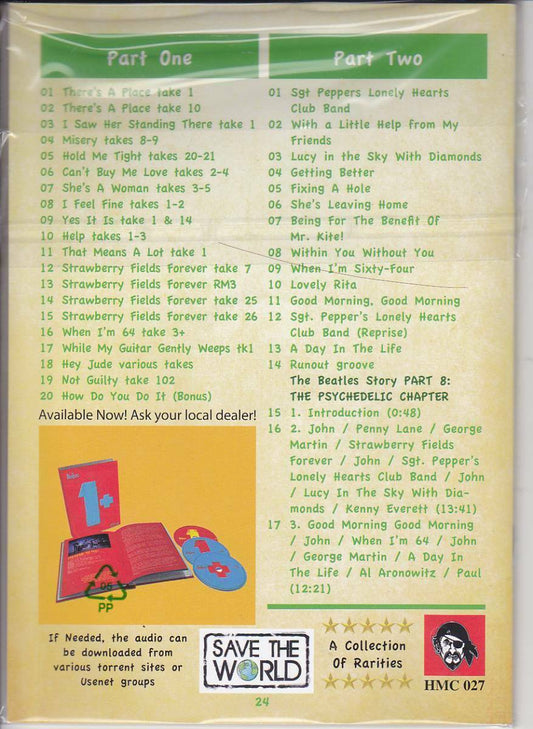 Part One
01 There's A Place take 1
02 There's A Place take 10
03 I Saw Her Standing There take 1
04 Misery takes 8-9
05 Hold Me Tight takes 20-21
06 Can't Buy Me Love takes 2-4
07 She's A Woman takes 3-5
08 I Feel Fine takes 1-2
09 Yes It Is take 1 & 14
10 Help takes 1-3
11 That Means A Lot take 1
12 Strawberry Fields Forever take 7
13 Strawberry Fields Forever RM3
14 Strawberry Fields Forever take 25
15 Strawberry Fields Forever take 26
16 When I'm 64 take 3+
17 While My Guitar Gently Weeps tk1
18 Hey Jude various takes
19 Not Guilty take 102
20 How Do You Do It (Bonus)
Available Now! Ask your local dealer!
1+
05
PP
If Needed, the audio can
be downloaded from
various torrent sites or
Usenet groups
Part Two
01 Sgt Peppers Lonely Hearts
Club Band
02 With a Little Help from My
Friends
03 Lucy in the Sky With Diamonds
04 Getting Better
05 Fixing A Hole
06 She's Leaving Home
07 Being For The Benefit Of
Mr. Kite!
08 Within You Without You
09 When I'm Sixty-Four
10 Lovely Rita
11 Good Morning, Good Morning
12 Sgt. Pepper's Lonely Hearts
Club Band (Reprise)
13 A Day In The Life
14 Runout groove
The Beatles Story PART 8:
THE PSYCHEDELIC CHAPTER
15 1. Introduction (0:48)
16 2. John / Penny Lane / George
Martin / Strawberry Fields
Forever / John / Sgt. Pepper's
Lonely Hearts Club Band / John
/ Lucy In The Sky With Dia-
monds / Kenny Everett (13:41)
17 3. Good Morning Good Morning
/ John / When I'm 64 / John
/ George Martin / A Day In
The Life / Al Aronowitz / Paul
(12:21)
SAVE THE
WORLD
A Collection
Of Rarities
HMC 027
24